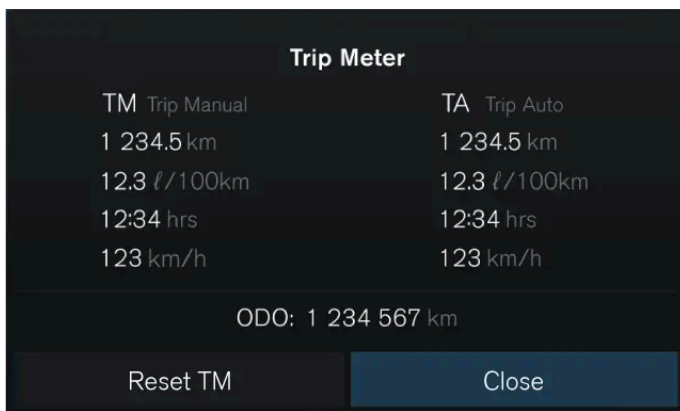 Trip Meter
TM Trip Manual
TA Trip Auto
1 234.5 km
1 234.5 km
12.3 ℓ/100km
12.3 ℓ/100km
12:34 hrs
12:34 hrs
123 km/h
123 km/h
ODO: 1 234 567 km
Reset TM
Close